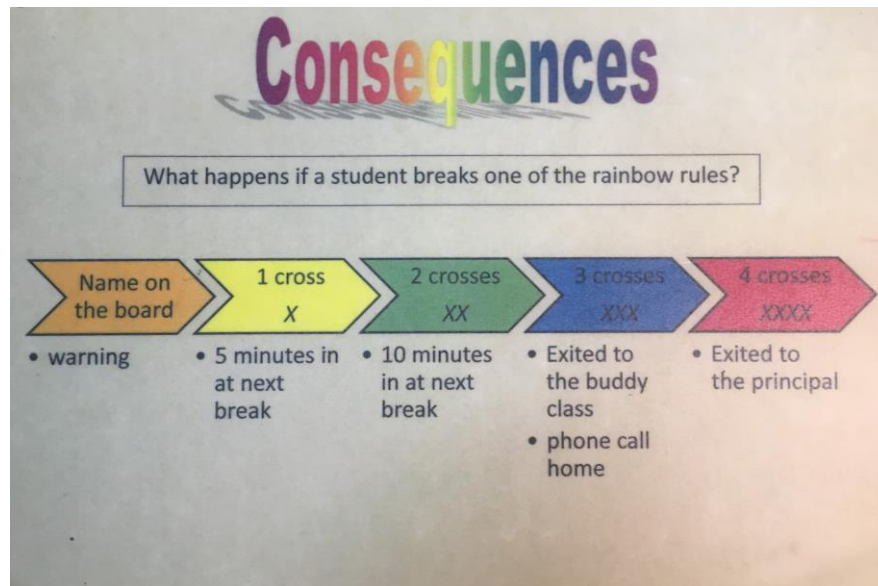 Consequences
What happens if a student breaks one of the rainbow rules?
Name on
the board
1 cross
X
2 crosses
XX
3 crosses
XXX
4 crosses
XXXX
• warning
• 5 minutes in
at next
break
• 10 minutes
in at next
break
• Exited to
the buddy
class
• phone call
home
• Exited to
the principal